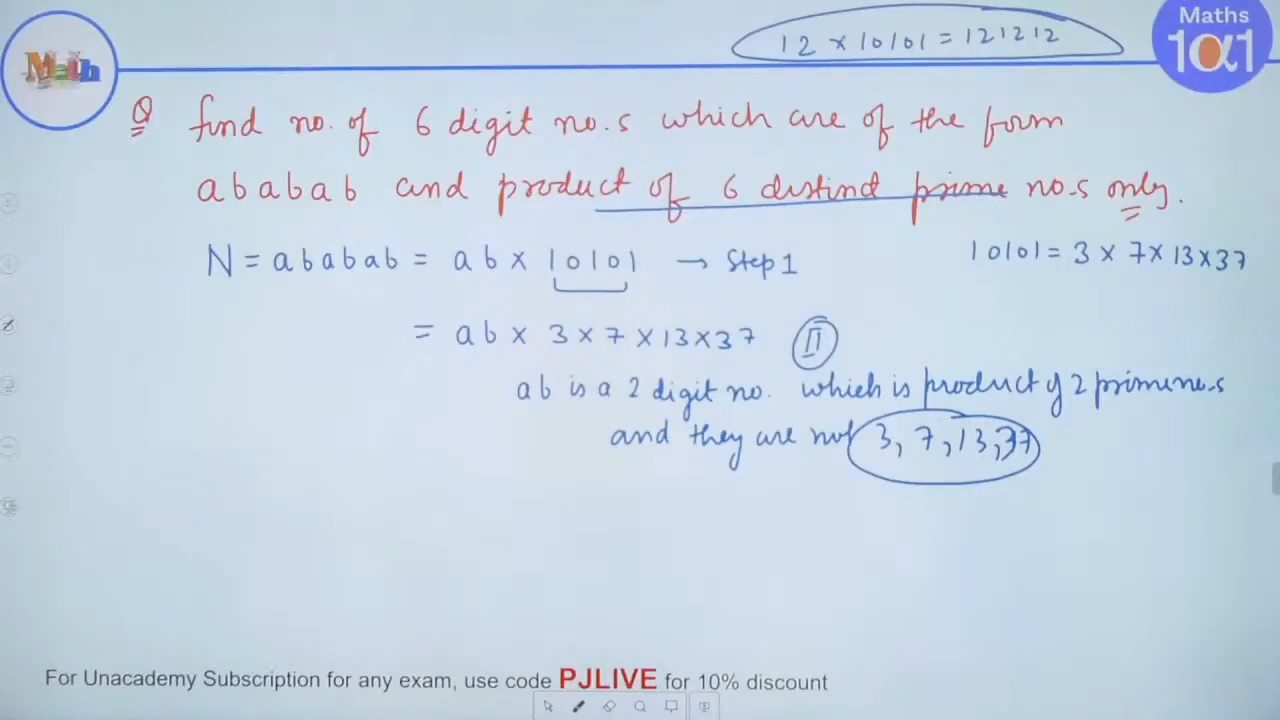 12 × 10101 = 121212
Maths
1α1
Math
Q find no. of 6 digit no.s which are of the form
ababab and product of 6 distinct prime no.s only.
N = ababab = ab × 10101 → Step 1
10101 = 3 × 7 × 13 × 37
= ab × 3 × 7 × 13 × 37 II
ab is a 2 digit no. which is product of 2 prime no.s
and they are not 3, 7, 13, 37
For Unacademy Subscription for any exam, use code PJLIVE for 10% discount